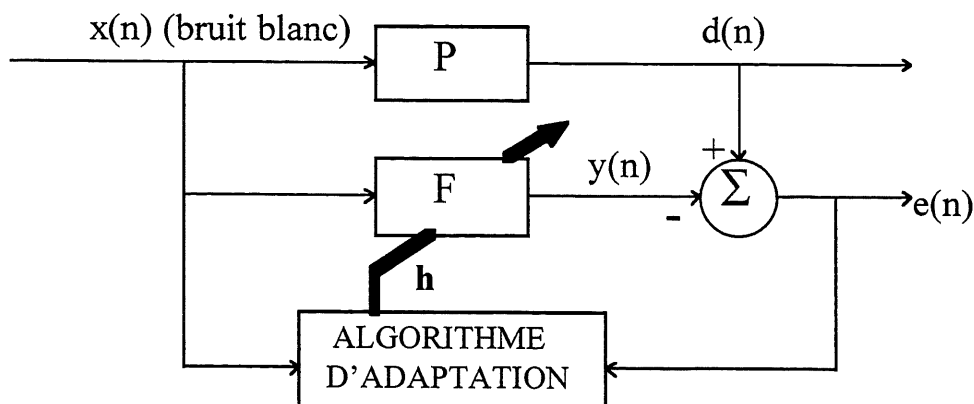 x(n) (bruit blanc)
P
d(n)
F
y(n)
+
Σ
-
e(n)
h
ALGORITHME
D'ADAPTATION